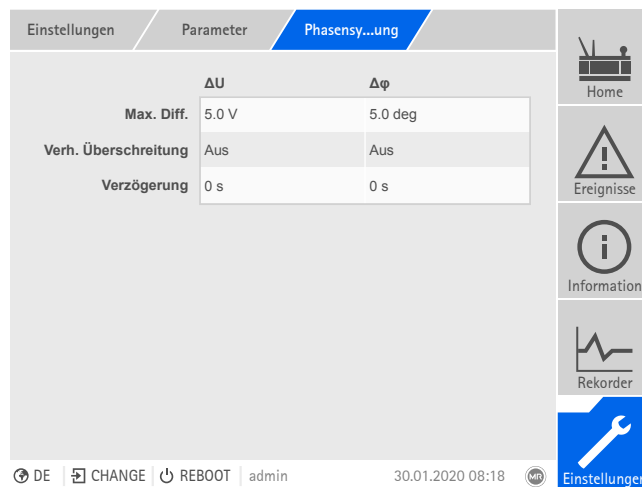 Einstellungen Parameter Phasensy...ung
ΔU Δφ
Max. Diff. 5.0 V 5.0 deg
Verh. Überschreitung Aus Aus
Verzögerung 0 s 0 s
Home
Ereignisse
Information
Rekorder
Einstellungen
DE CHANGE REBOOT admin 30.01.2020 08:18 MR